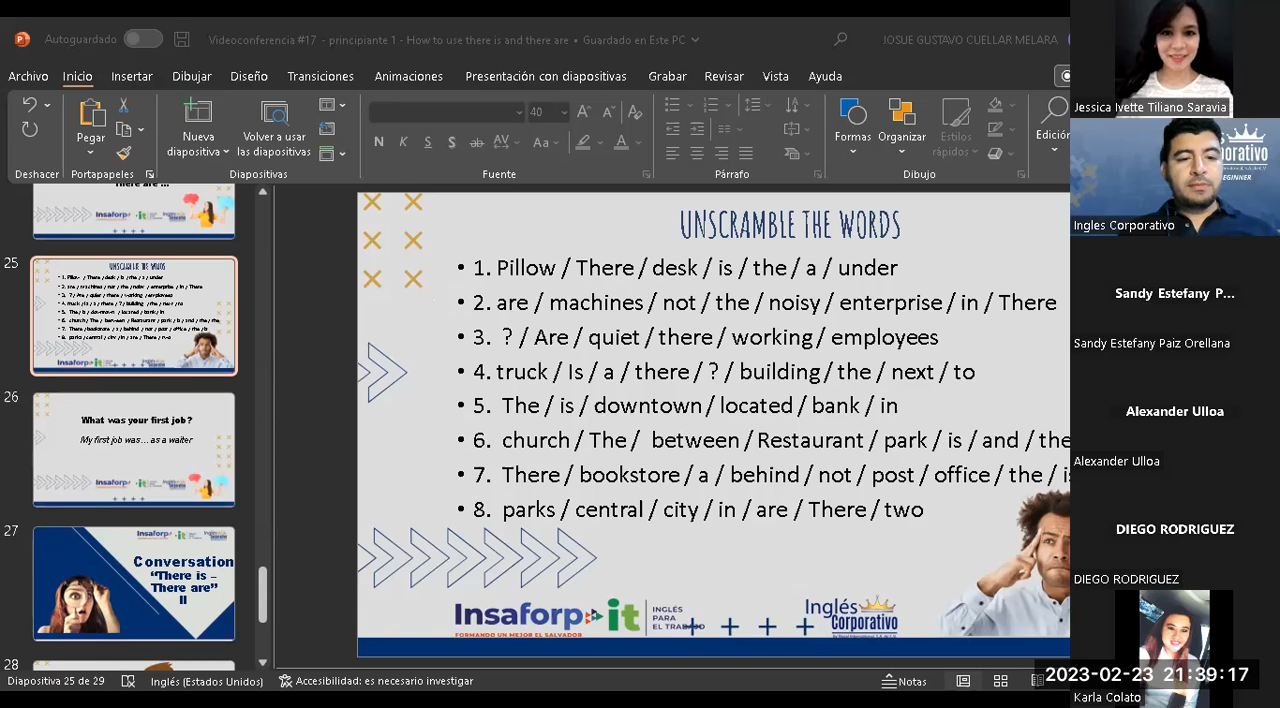 Autoguardado
Videoconferencia #17 - principiante 1 - How to use there is and there are • Guardado en Este PC
JOSUE GUSTAVO CUELLAR MELARA
Archivo Inicio Insertar Dibujar Diseño Transiciones Animaciones Presentación con diapositivas Grabar Revisar Vista Ayuda
Deshacer
Pegar
Portapapeles
Nueva diapositiva
Volver a usar las diapositivas
Diapositivas
40
N K S S ab AV Aa A
Fuente
Párrafo
Formas
Organizar
Estilos rápidos
Dibujo
Edición
There are ...
25
UNSCRAMBLE THE WORDS
26
What was your first job?
My first job was... as a waiter
27
Conversation
“There is –
There are”
II
28
UNSCRAMBLE THE WORDS
• 1. Pillow / There / desk / is / the / a / under
• 2. are / machines / not / the / noisy / enterprise / in / There
• 3. ? / Are / quiet / there / working / employees
• 4. truck / Is / a / there / ? / building / the / next / to
• 5. The / is / downtown / located / bank / in
• 6. church / The / between / Restaurant / park / is / and / the
• 7. There / bookstore / a / behind / not / post / office / the /
• 8. parks / central / city / in / are / There / two
Insaforp
FORMANDO UN MEJOR EL SALVADOR
it
INGLÉS
PARA
EL TRABAJO
Inglés
Corporativo
Diapositiva 25 de 29
Inglés (Estados Unidos)
Accesibilidad: es necesario investigar
Notas
Jessica Ivette Tiliano Saravia
Ingles Corporativo
Sandy Estefany P...
Sandy Estefany Paiz Orellana
Alexander Ulloa
Alexander Ulloa
DIEGO RODRIGUEZ
DIEGO RODRIGUEZ
2023-02-23 21:39:17
Karla Colato